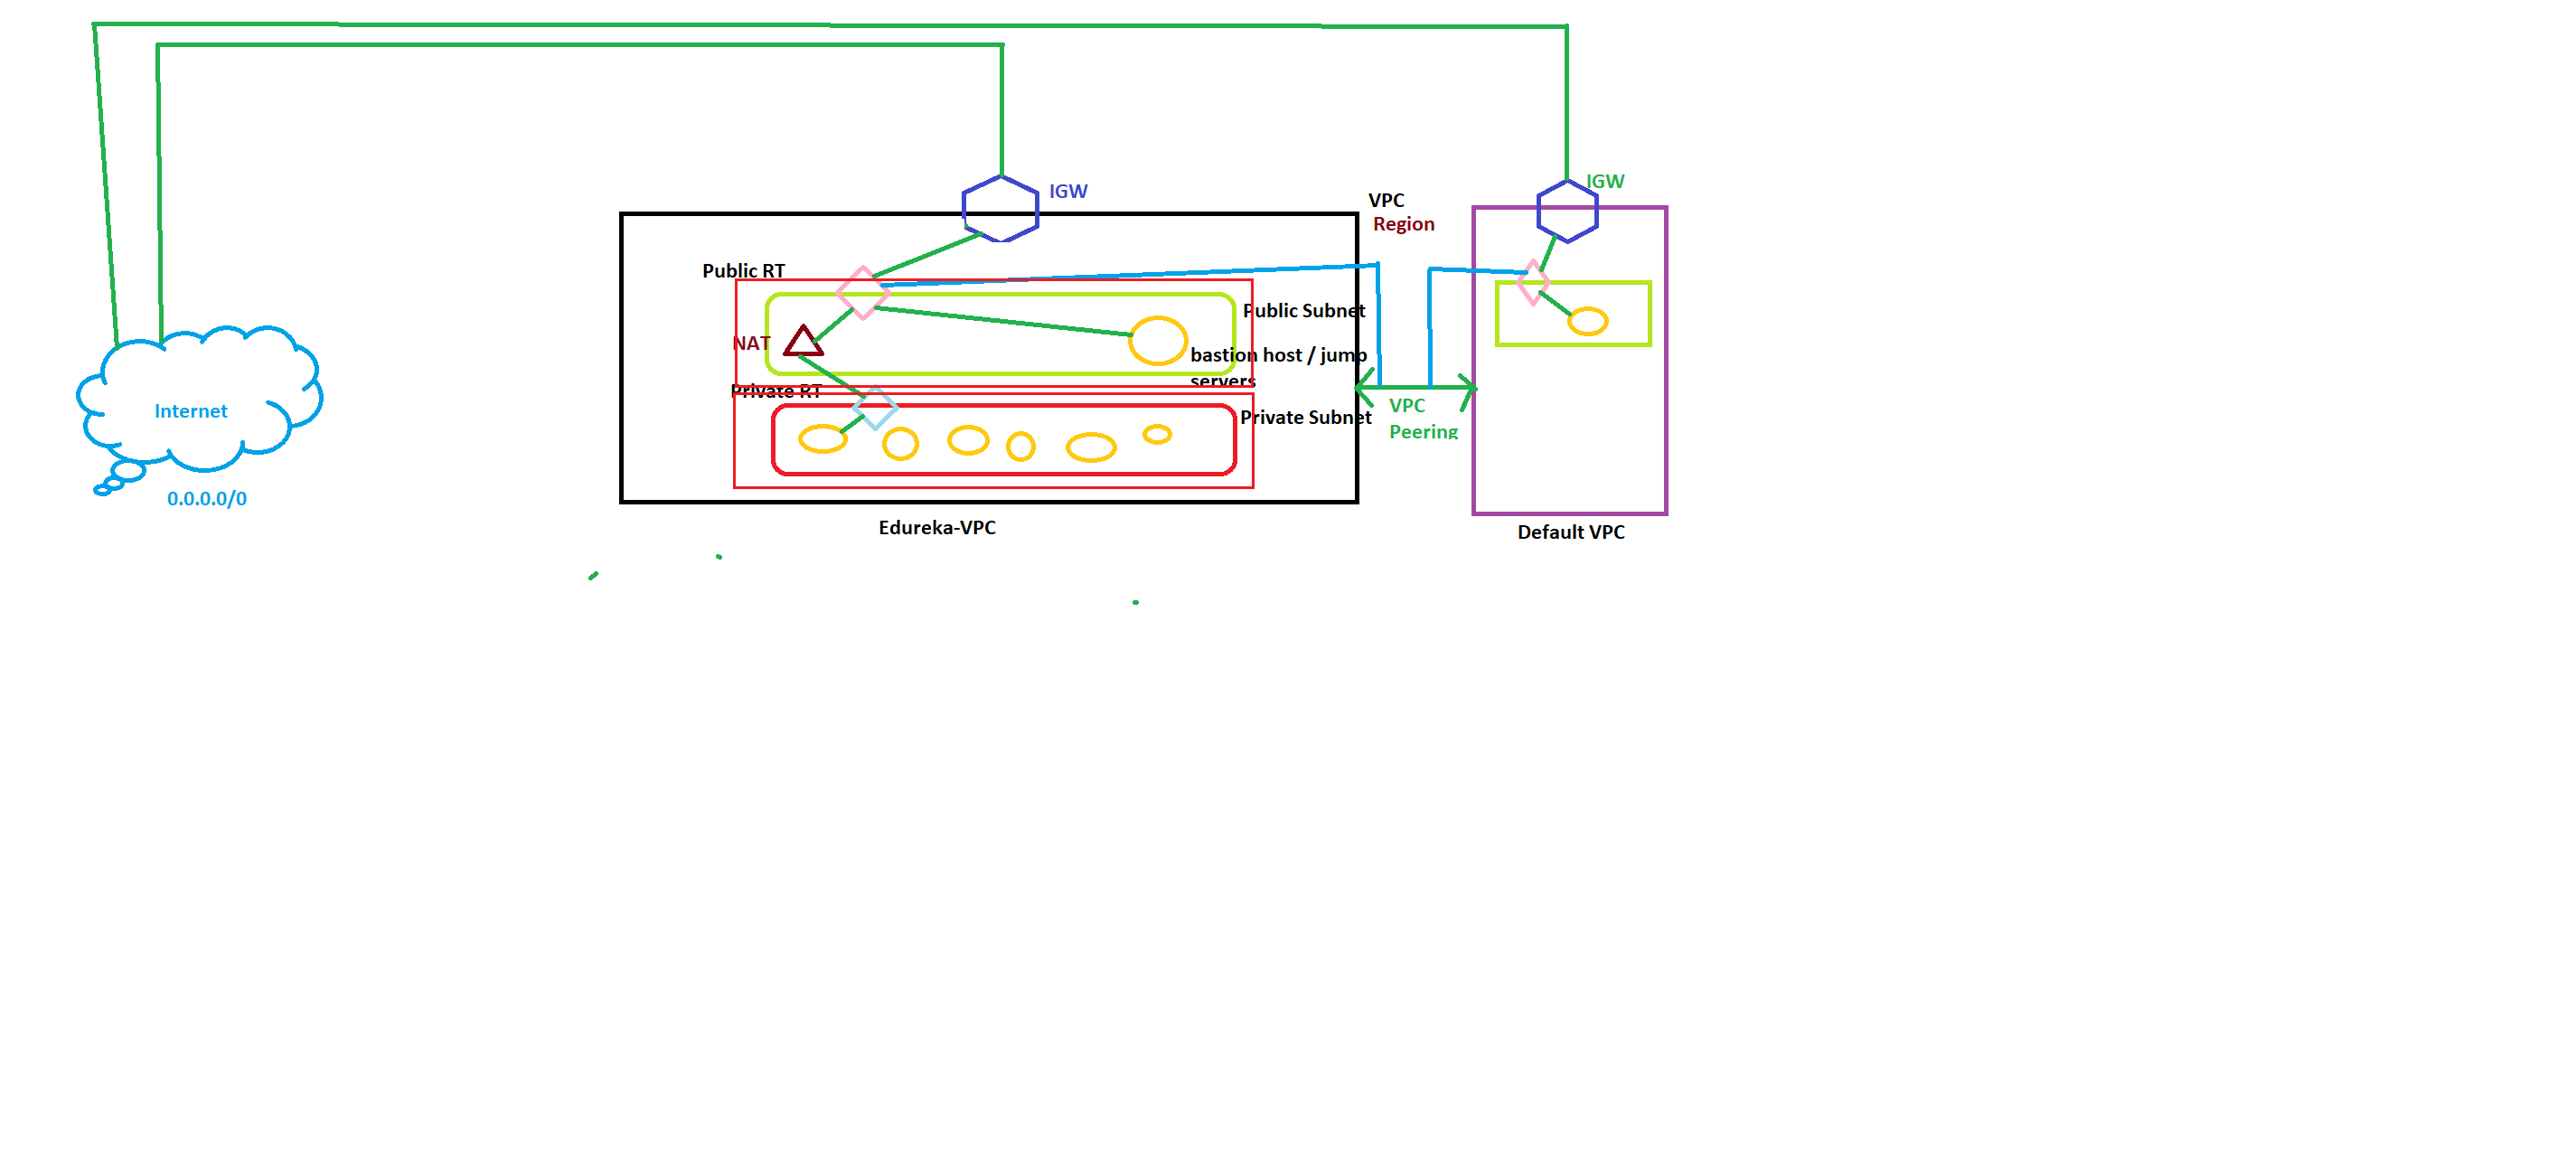 IGW
IGW
VPC
Region
Public RT
Public Subnet
NAT
bastion host / jump
servers
Private RT
Internet
VPC
Peering
Private Subnet
0.0.0.0/0
Edureka-VPC
Default VPC